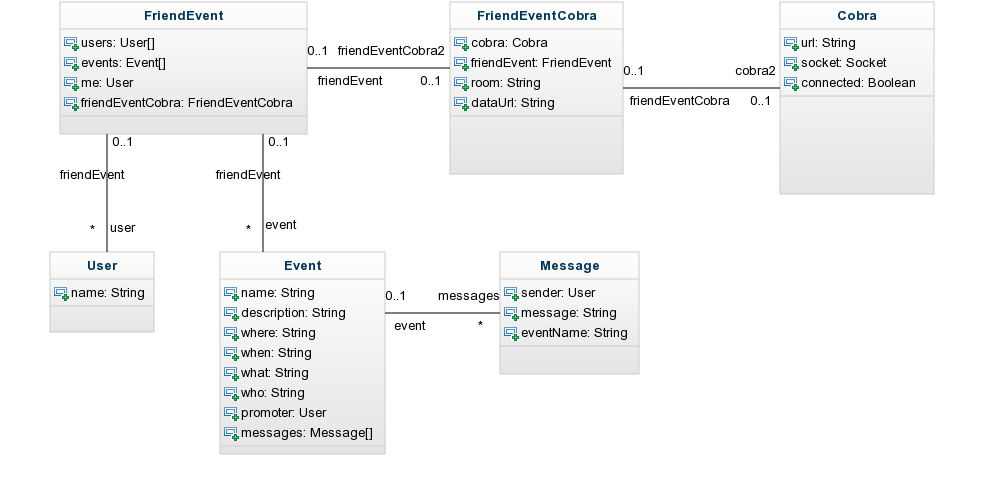 FriendEvent
users: User[]
events: Event[]
me: User
friendEventCobra: FriendEventCobra
0..1 friendEventCobra2
friendEvent 0..1
FriendEventCobra
cobra: Cobra
friendEvent: FriendEvent
room: String
dataUrl: String
0..1 cobra2
friendEventCobra 0..1
Cobra
url: String
socket: Socket
connected: Boolean
0..1
friendEvent
* user
0..1
friendEvent
* event
User
name: String
Event
name: String
description: String
where: String
when: String
what: String
who: String
promoter: User
messages: Message[]
0..1 messages
event *
Message
sender: User
message: String
eventName: String